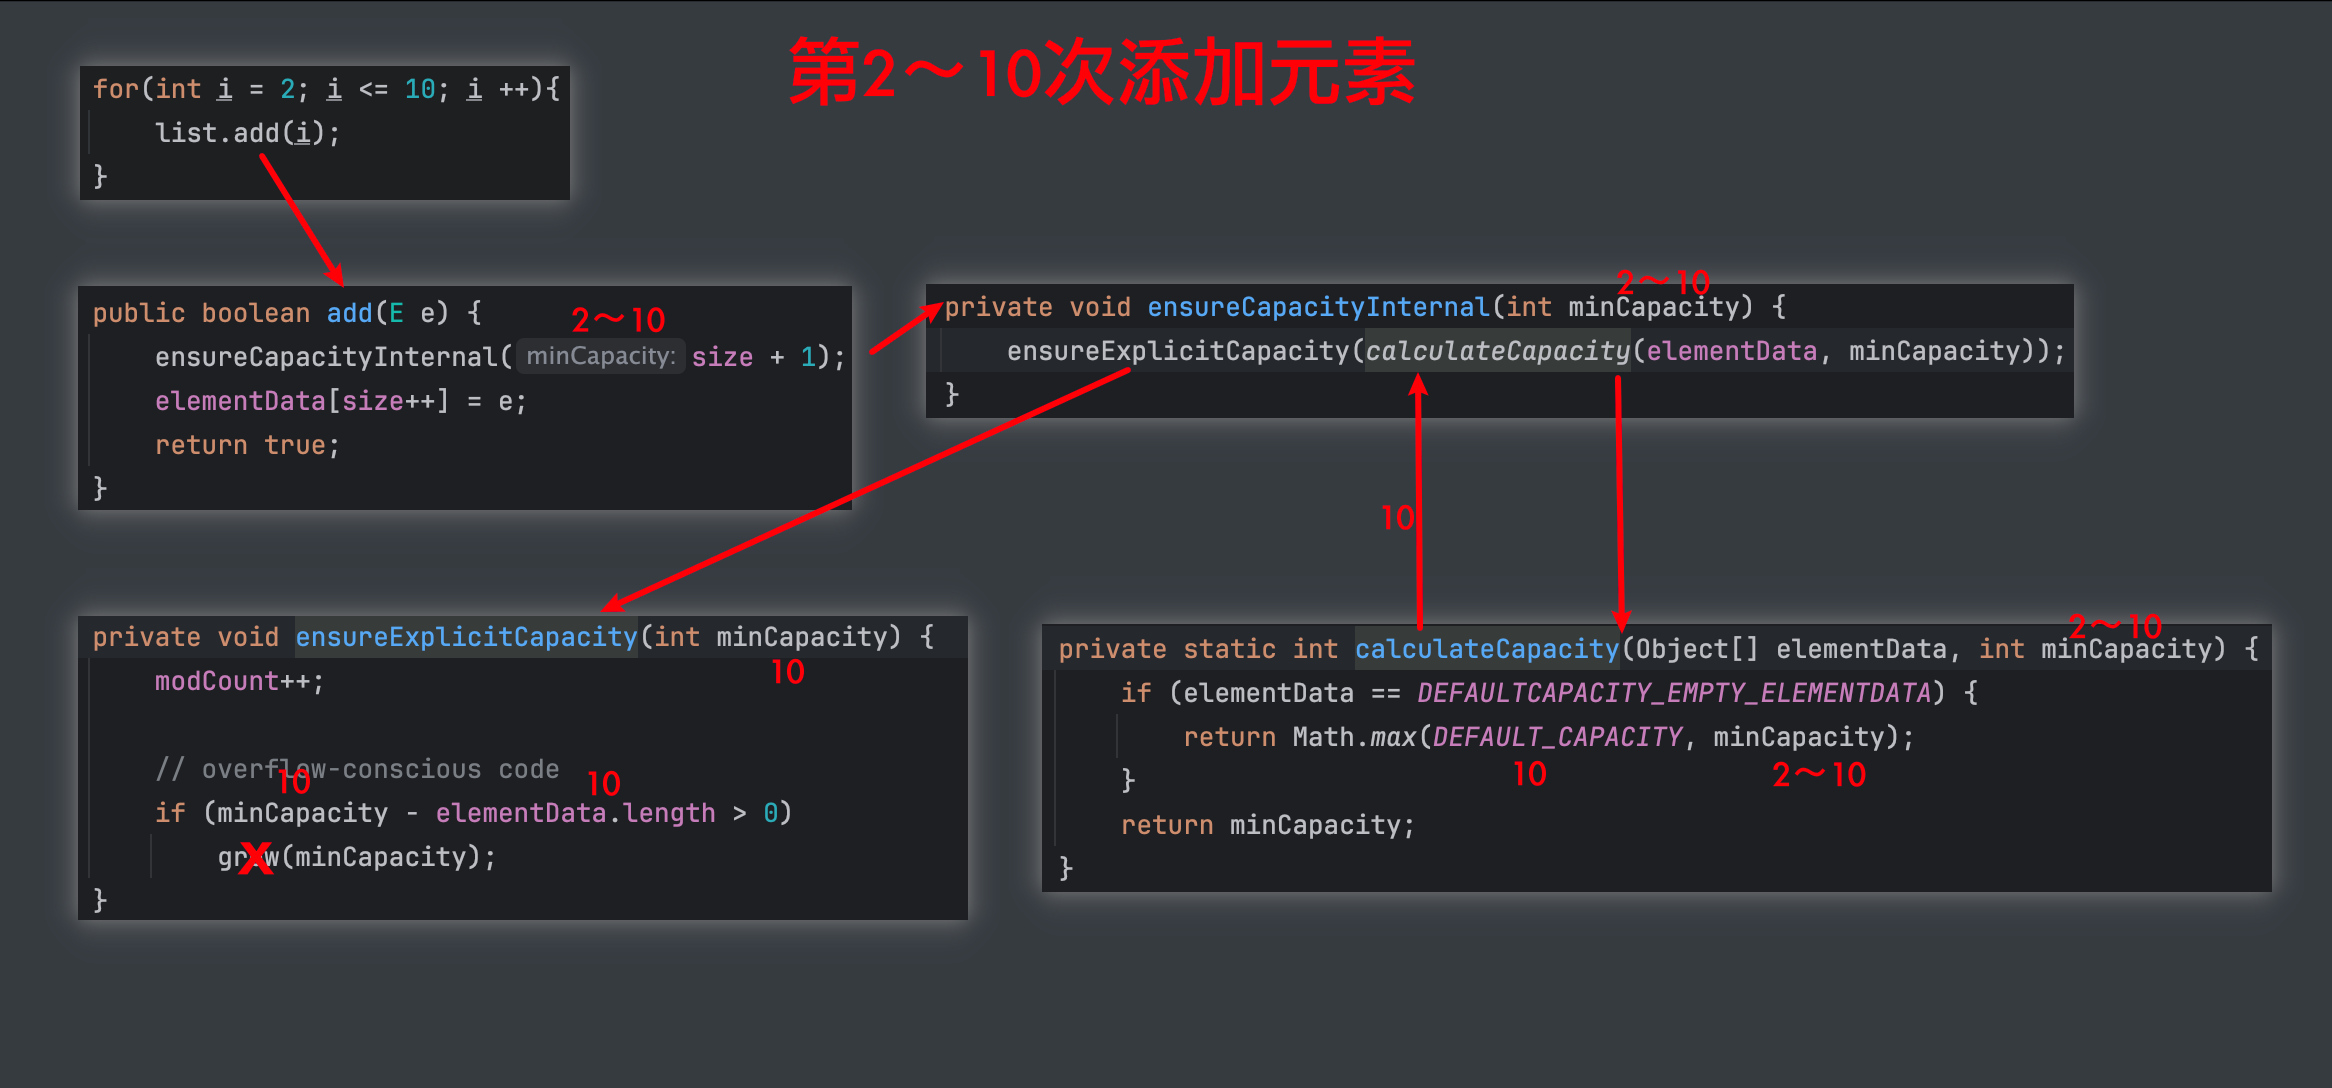 第2～10次添加元素
for(int i = 2; i <= 10; i ++){
    list.add(i);
}
public boolean add(E e) {
2～10
    ensureCapacityInternal( minCapacity: size + 1);
    elementData[size++] = e;
    return true;
}
2～10
private void ensureCapacityInternal(int minCapacity) {
    ensureExplicitCapacity(calculateCapacity(elementData, minCapacity));
}
10
private void ensureExplicitCapacity(int minCapacity) {
10
    modCount++;
    // overflow-conscious code
10 10
    if (minCapacity - elementData.length > 0)
        grow(minCapacity);
X
}
2～10
private static int calculateCapacity(Object[] elementData, int minCapacity) {
    if (elementData == DEFAULTCAPACITY_EMPTY_ELEMENTDATA) {
        return Math.max(DEFAULT_CAPACITY, minCapacity);
10 2～10
    }
    return minCapacity;
}